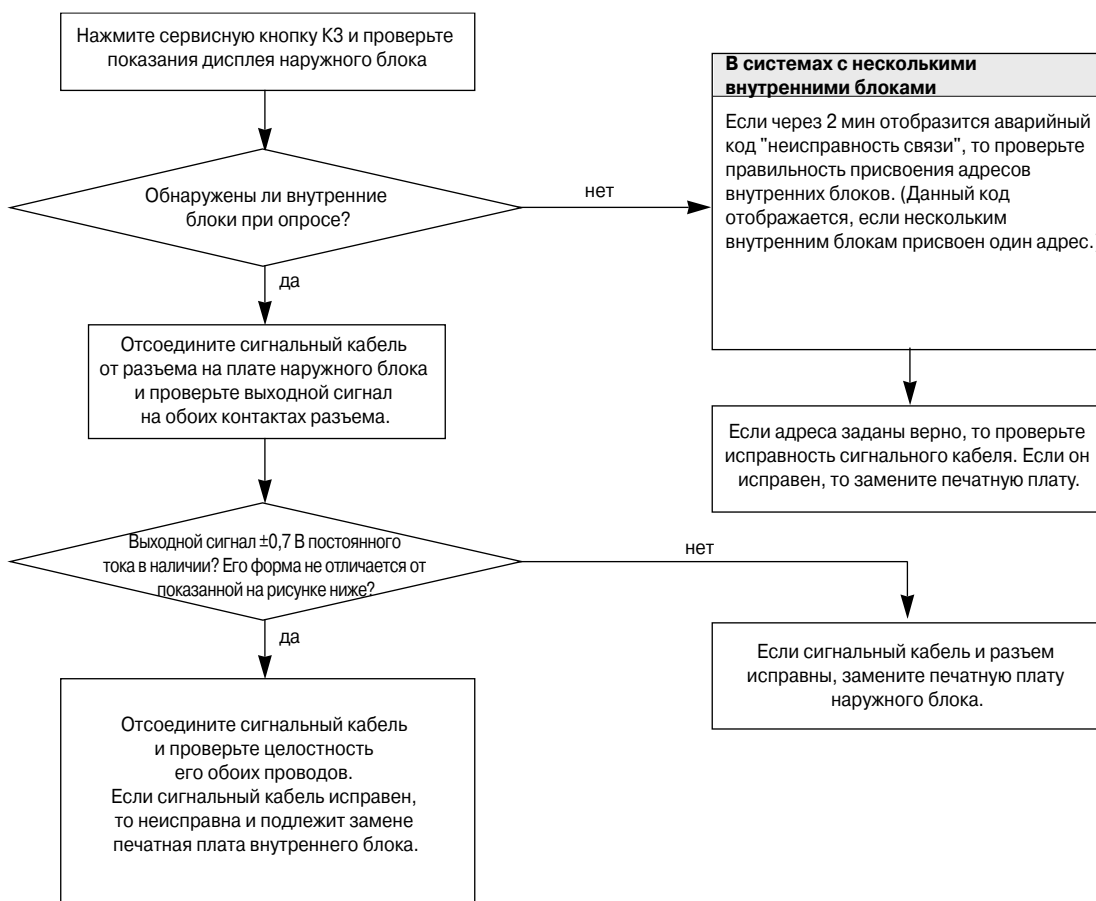 Нажмите сервисную кнопку К3 и проверьте
показания дисплея наружного блока
Обнаружены ли внутренние
блоки при опросе?
нет
да
В системах с несколькими
внутренними блоками
Если через 2 мин отобразится аварийный
код "неисправность связи", то проверьте
правильность присвоения адресов
внутренних блоков. (Данный код
отображается, если нескольким
внутренним блокам присвоен один адрес.
Отсоедините сигнальный кабель
от разъема на плате наружного блока
и проверьте выходной сигнал
на обоих контактах разъема.
Если адреса заданы верно, то проверьте
исправность сигнального кабеля. Если он
исправен, то замените печатную плату.
Выходной сигнал ±0,7 В постоянного
тока в наличии? Его форма не отличается от
показанной на рисунке ниже?
нет
да
Если сигнальный кабель и разъем
исправны, замените печатную плату
наружного блока.
Отсоедините сигнальный кабель
и проверьте целостность
его обоих проводов.
Если сигнальный кабель исправен,
то неисправна и подлежит замене
печатная плата внутреннего блока.